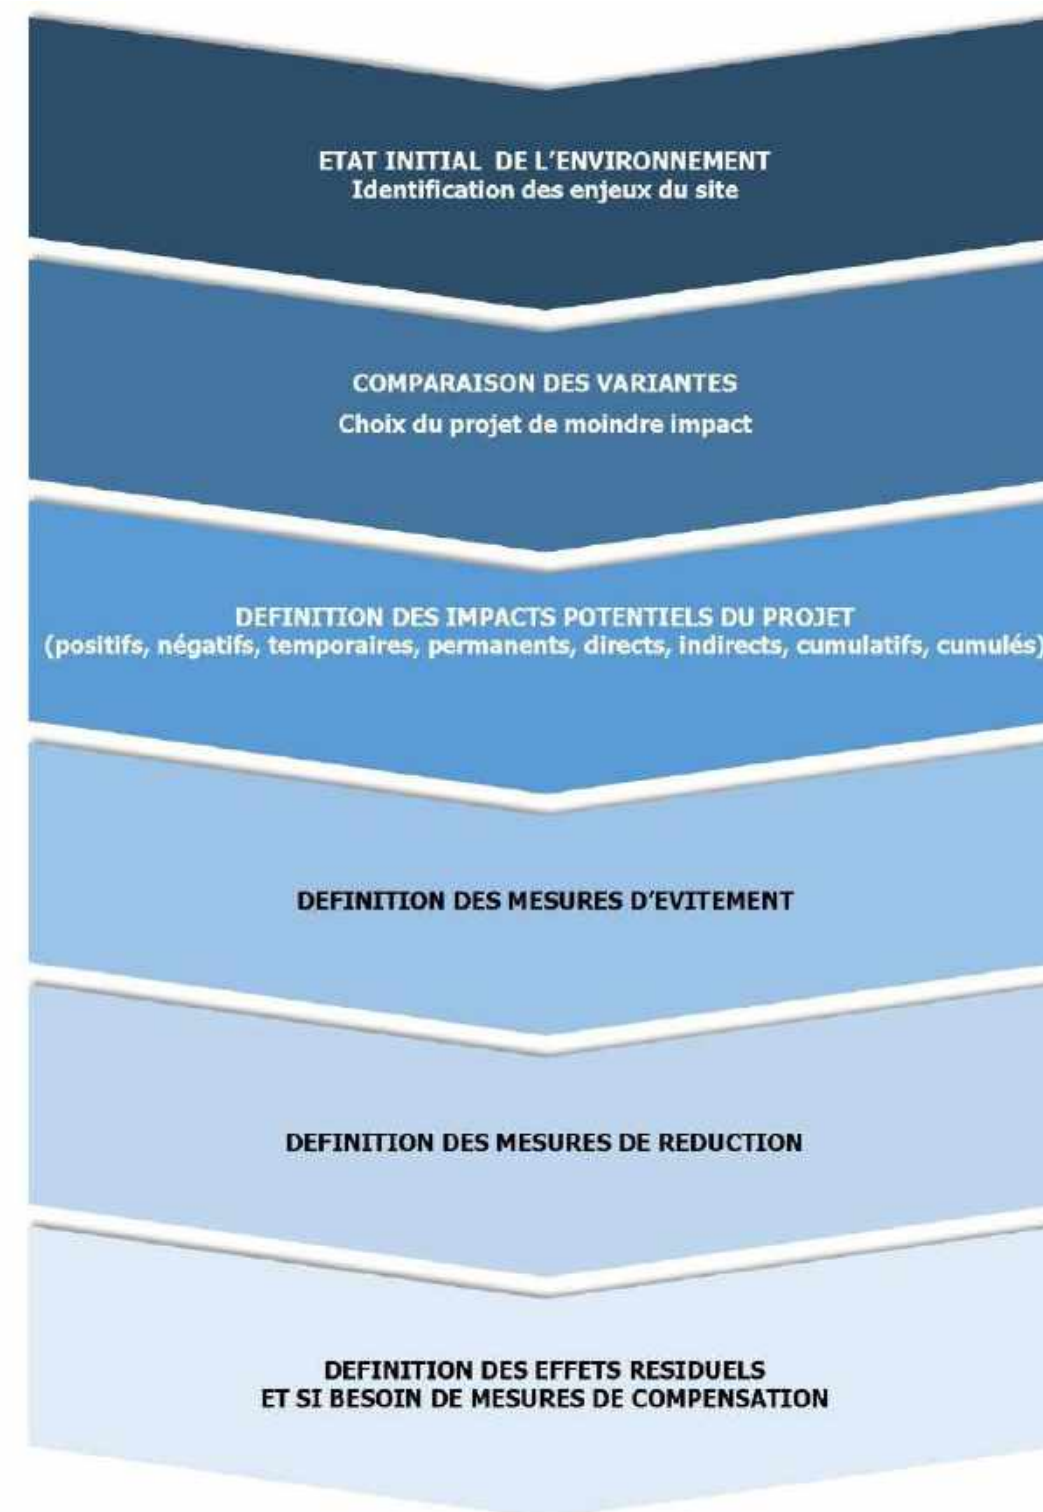 ETAT INITIAL DE L'ENVIRONNEMENT
Identification des enjeux du site
COMPARAISON DES VARIANTES
Choix du projet de moindre impact
DEFINITION DES IMPACTS POTENTIELS DU PROJET
(positifs, négatifs, temporaires, permanents, directs, indirects, cumulatifs, cumulés)
DEFINITION DES MESURES D'EVITEMENT
DEFINITION DES MESURES DE REDUCTION
DEFINITION DES EFFETS RESIDUELS
ET SI BESOIN DE MESURES DE COMPENSATION